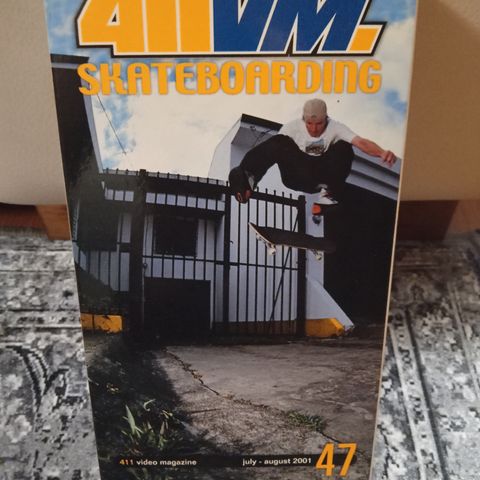 411VM.
SKATEBOARDING
411 video magazine
july - august 2001
47